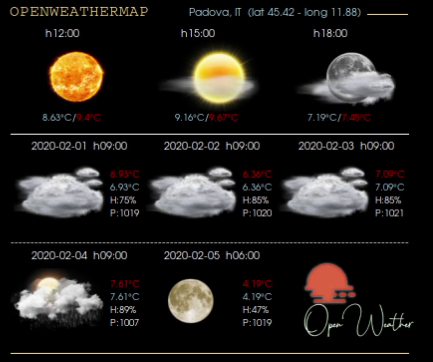 OPENWEATHERMAP Padova, IT (lat 45.42 - long 11.88)
h12:00 h15:00 h18:00
8.63°C/9.4°C 9.16°C/9.67°C 7.19°C/7.48°C
2020-02-01 h09:00 2020-02-02 h09:00 2020-02-03 h09:00
6.93°C 6.36°C 7.09°C
6.93°C 6.36°C 7.09°C
H:75% H:85% H:85%
P:1019 P:1020 P:1021
2020-02-04 h09:00 2020-02-05 h06:00
7.61°C 4.19°C
7.61°C 4.19°C
H:89% H:47%
P:1007 P:1019
Open Weather